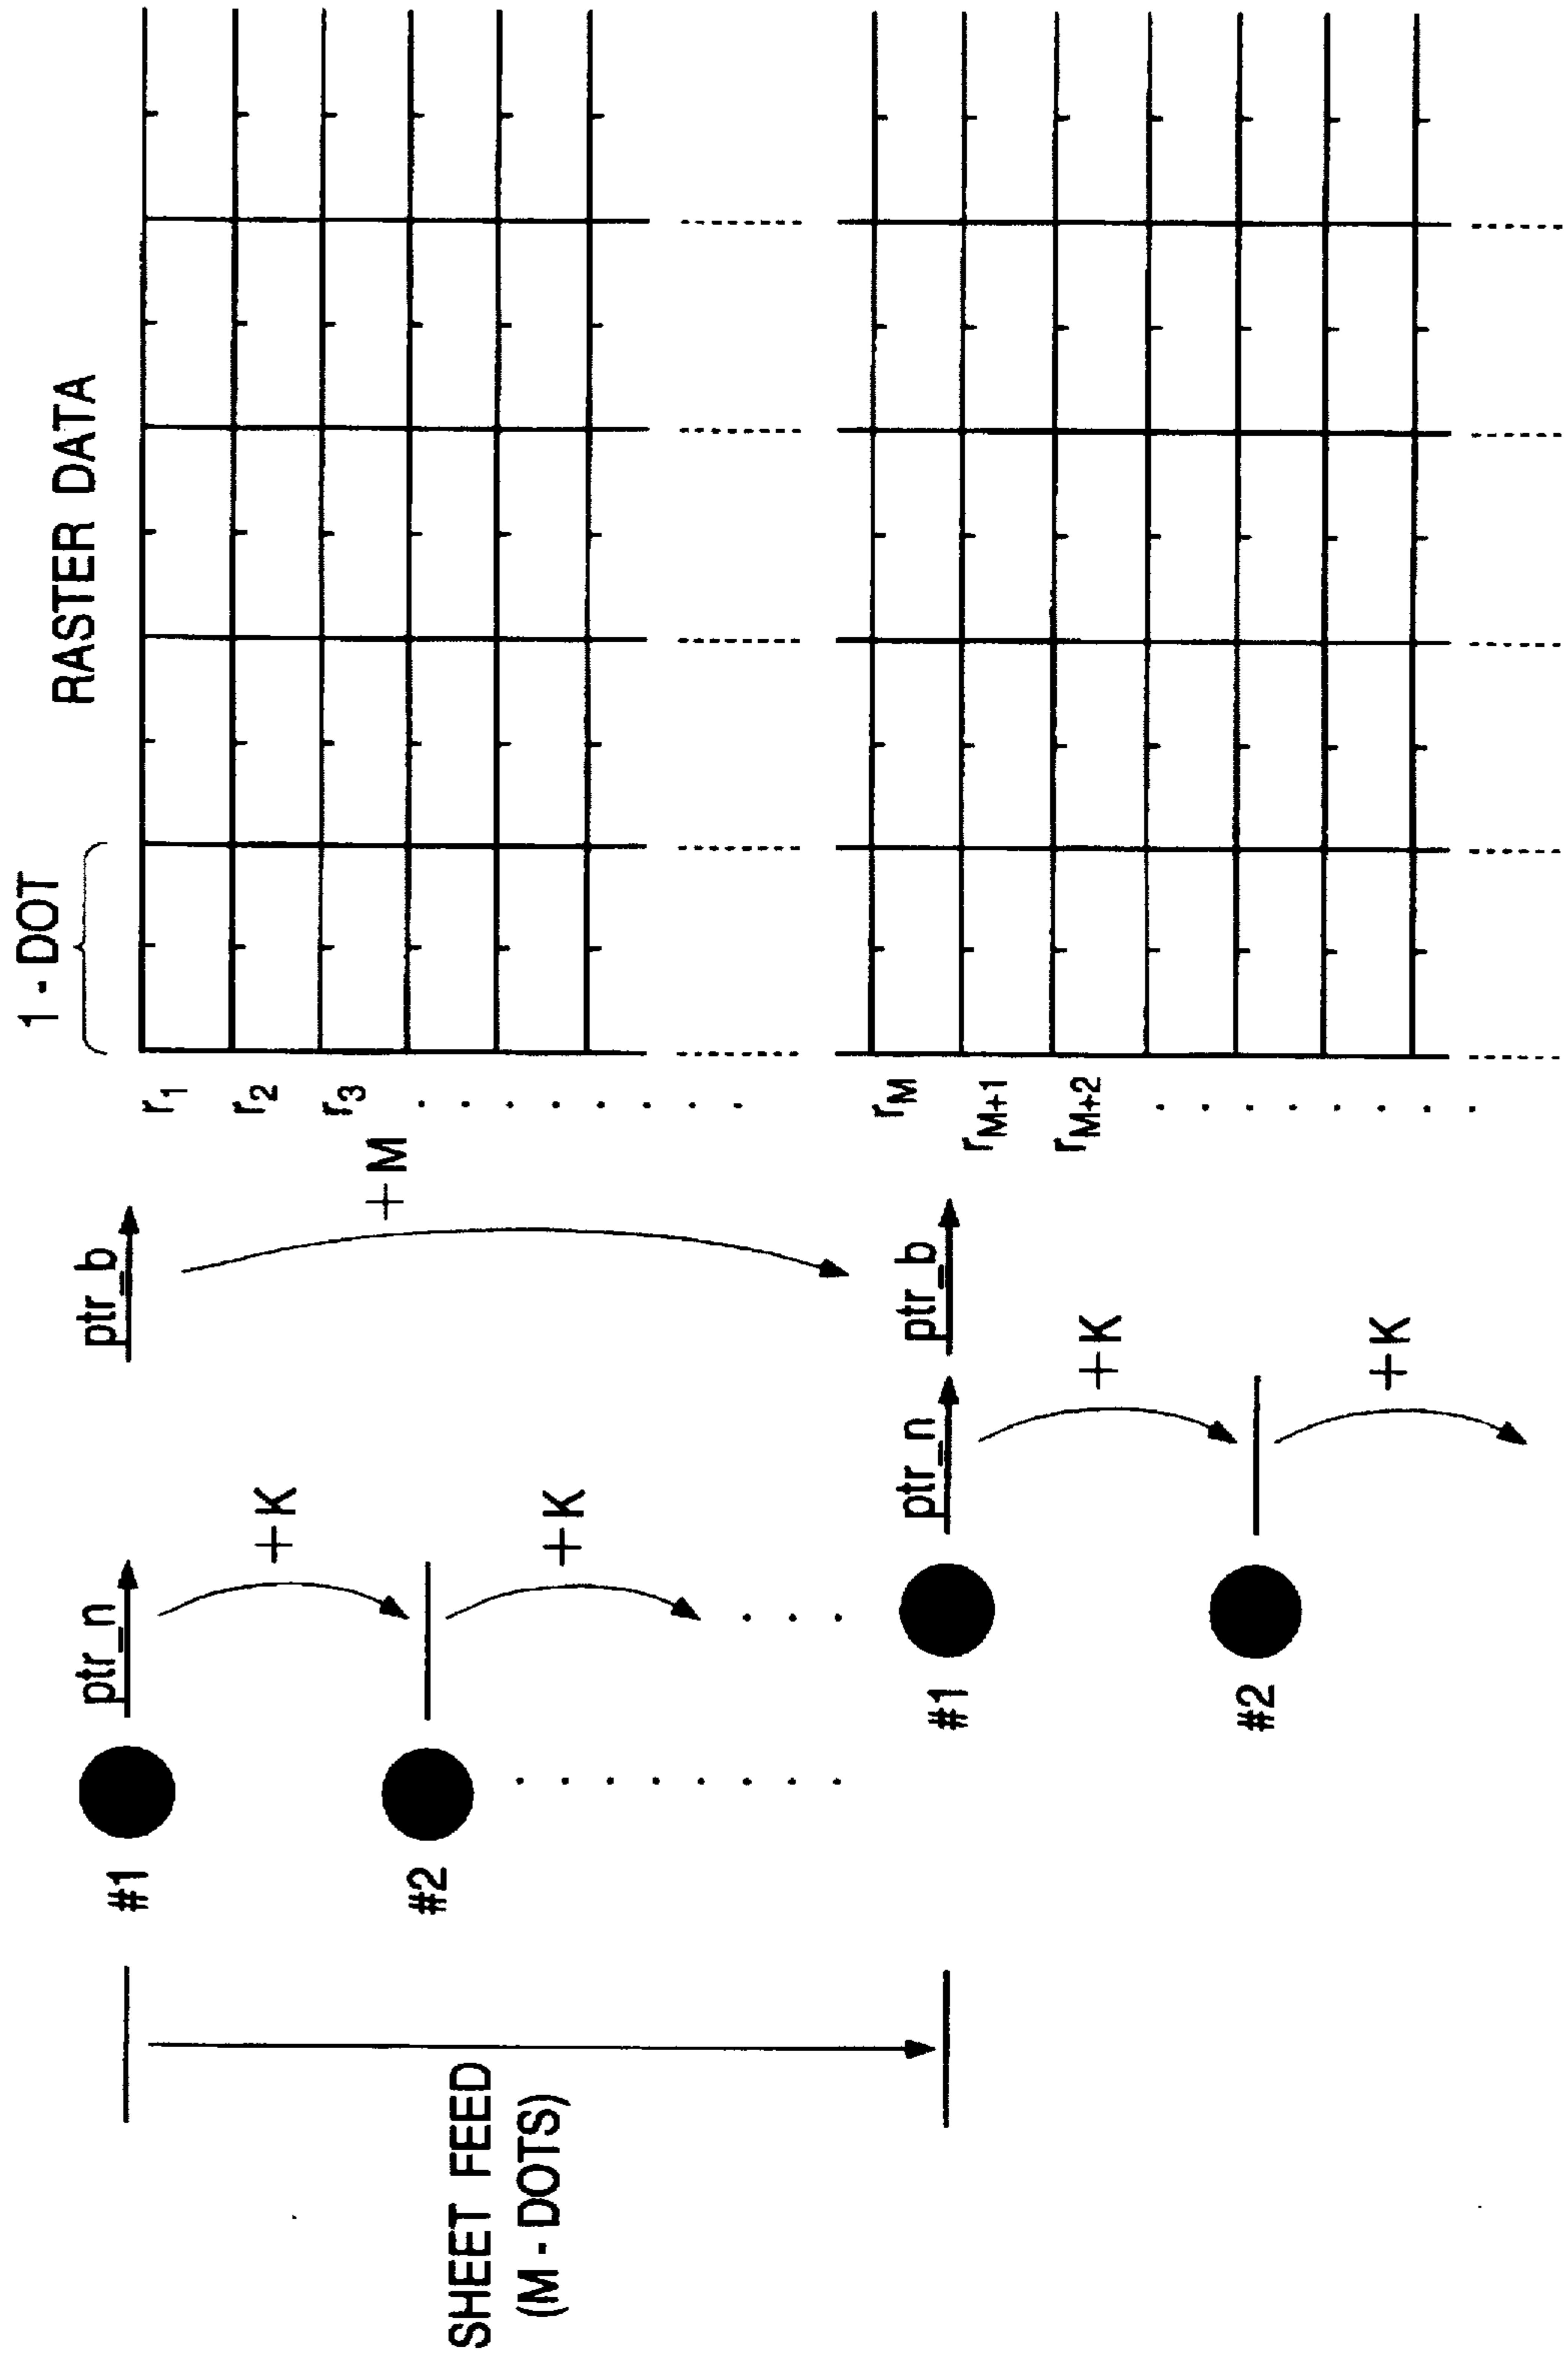 1 - DOT
RASTER DATA
r1
r2
r3
rM
rM+1
rM+2
ptr_b
+M
ptr_b
ptr_n
+K
+K
ptr_n
+K
+K
#1
#2
#1
#2
SHEET FEED
(M - DOTS)